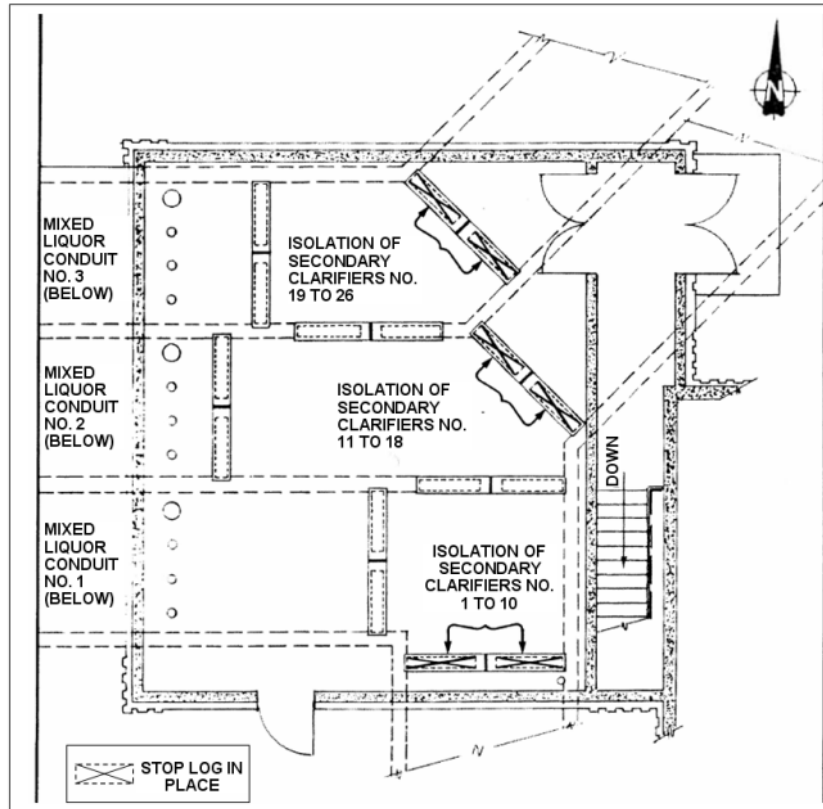 N
MIXED
LIQUOR
CONDUIT
NO. 3
(BELOW)
ISOLATION OF
SECONDARY
CLARIFIERS NO.
19 TO 26
MIXED
LIQUOR
CONDUIT
NO. 2
(BELOW)
ISOLATION OF
SECONDARY
CLARIFIERS NO.
11 TO 18
DOWN
MIXED
LIQUOR
CONDUIT
NO. 1
(BELOW)
ISOLATION OF
SECONDARY
CLARIFIERS NO.
1 TO 10
STOP LOG IN
PLACE